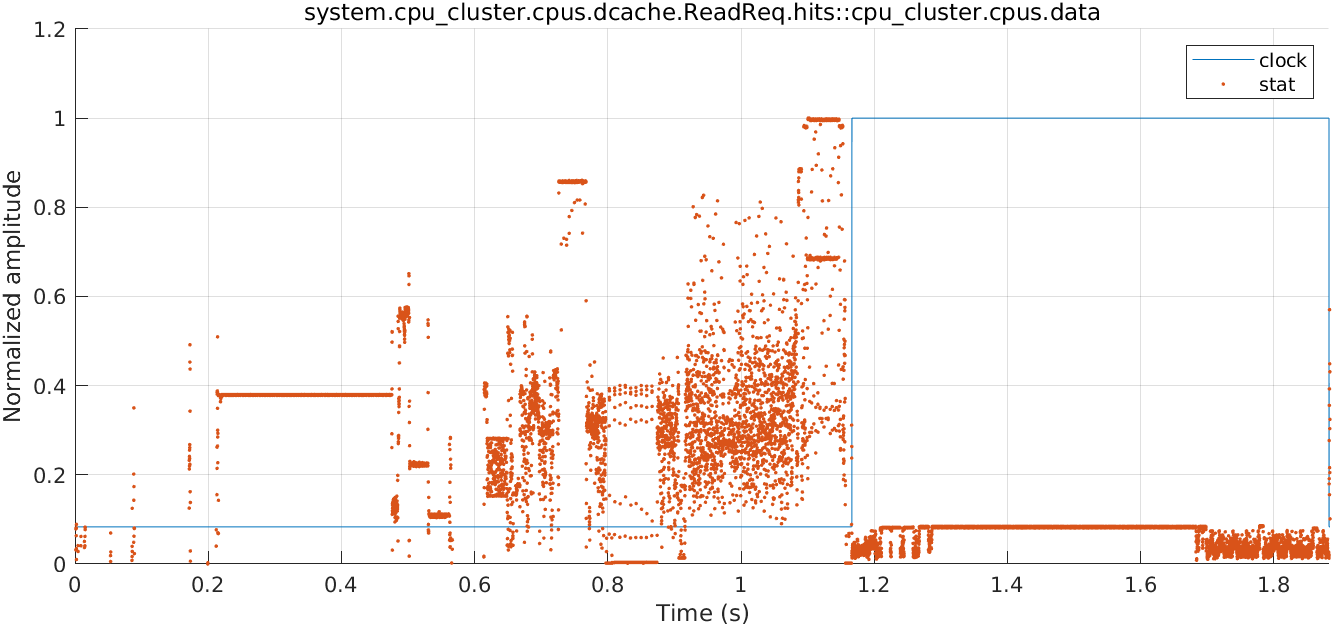 system.cpu_cluster.cpus.dcache.ReadReq.hits::cpu_cluster.cpus.data
clock
stat
Normalized amplitude
1.2
1
0.8
0.6
0.4
0.2
0
0 0.2 0.4 0.6 0.8 1 1.2 1.4 1.6 1.8
Time (s)